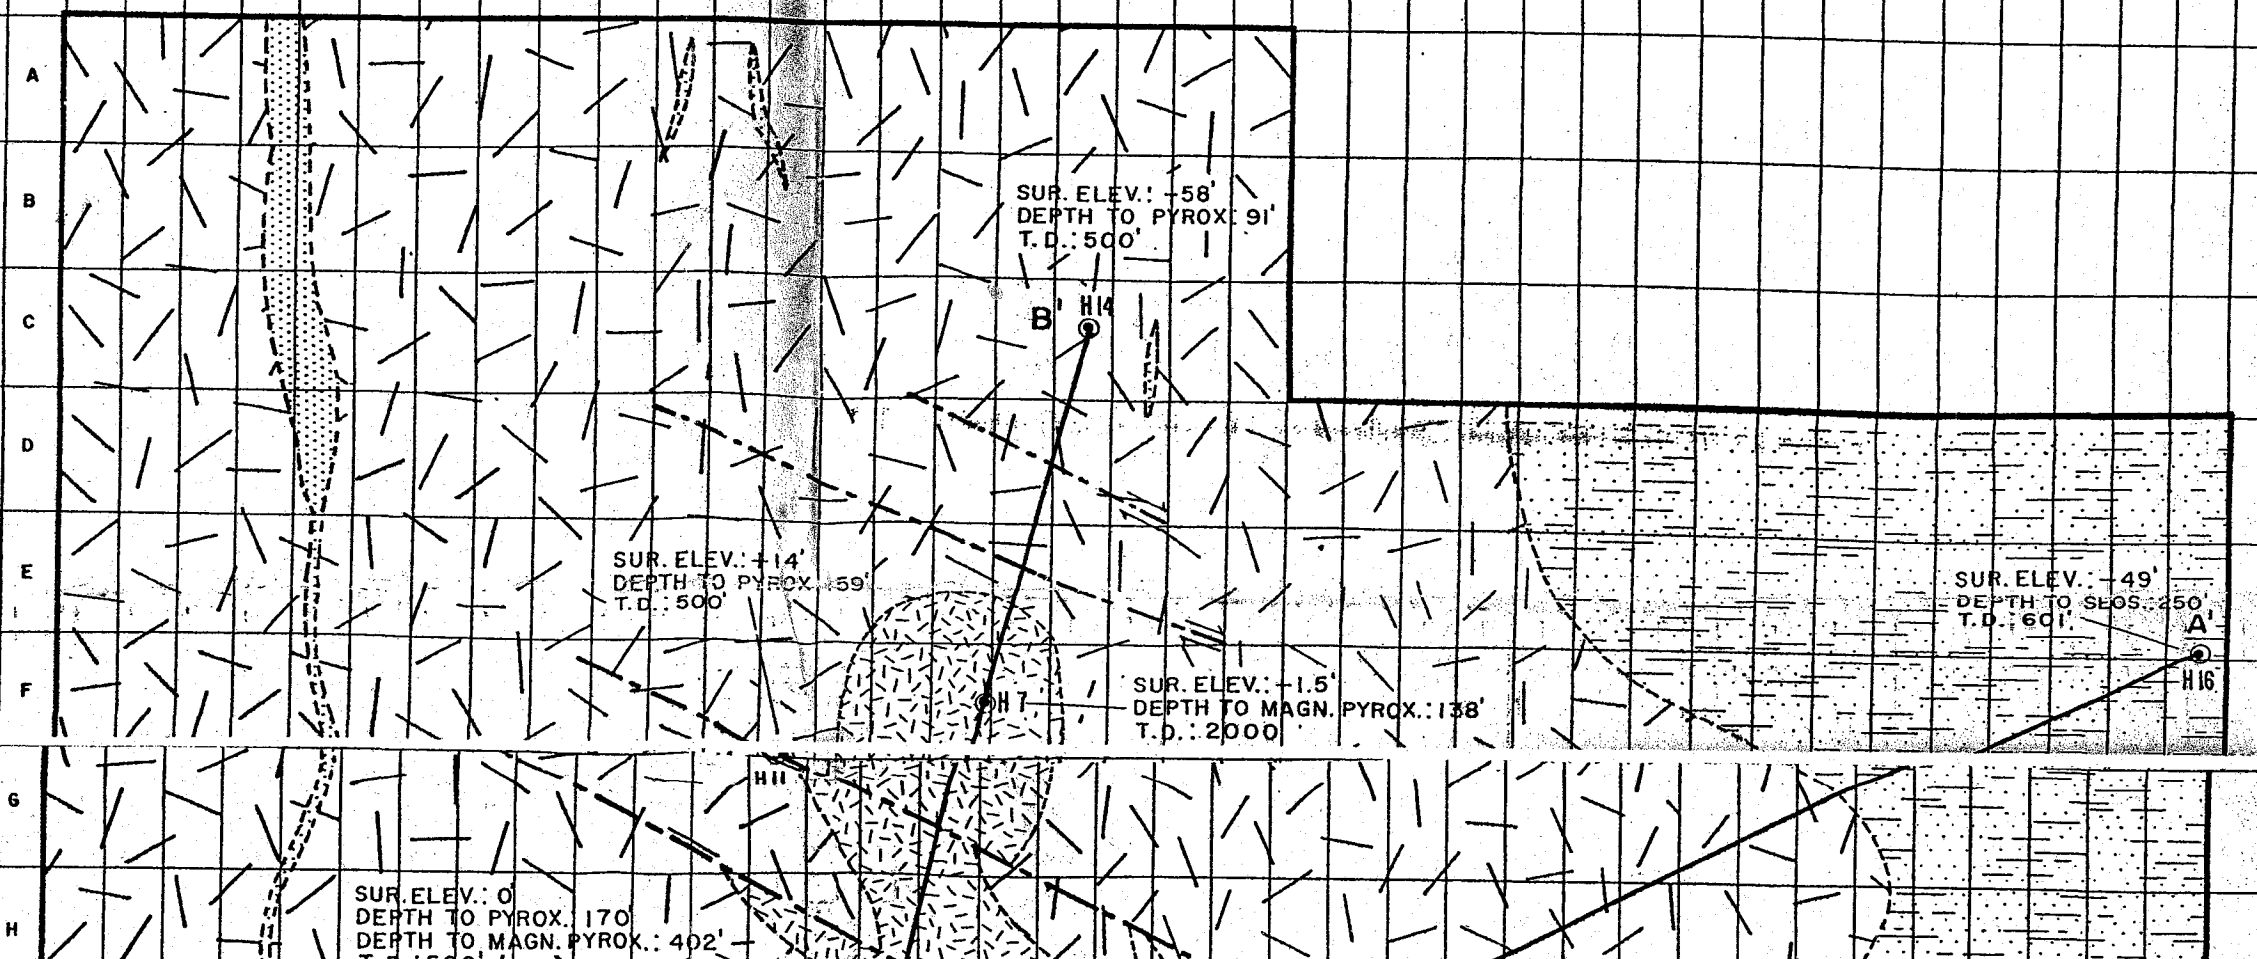 A
B
SUR. ELEV.: -58'
DEPTH TO PYROX: 91'
T. D.: 500'
C
B' H14
D
E
SUR. ELEV.: +14'
DEPTH TO PYROX. 59'
T. D.: 500'
SUR. ELEV.: -49'
DEPTH TO SLOS.: 250'
T. D.: 601'
A'
H16
F
H 7
SUR. ELEV.: -1.5'
DEPTH TO MAGN. PYROX.: 138'
T. D.: 2000
G
H11
H
SUR. ELEV.: 0'
DEPTH TO PYROX.: 170'
DEPTH TO MAGN. PYROX.: 402'